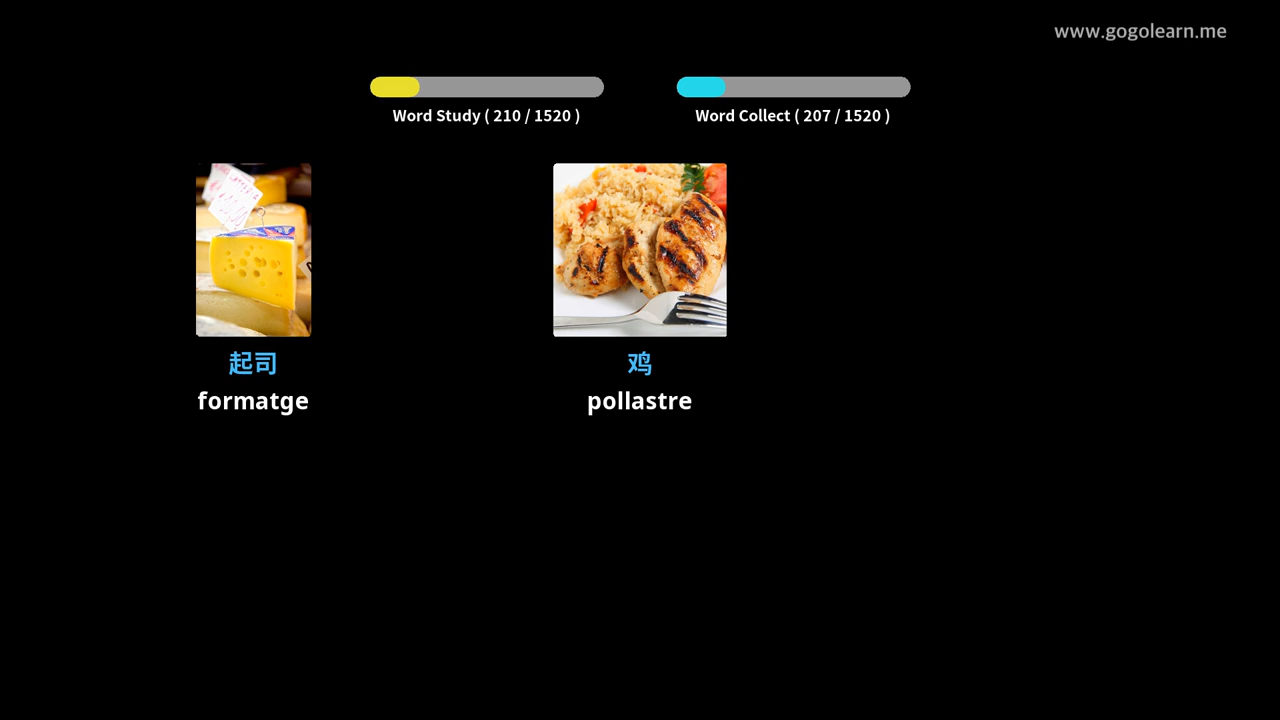 www.gogolearn.me
Word Study ( 210 / 1520 )
Word Collect ( 207 / 1520 )
起司
formatge
鸡
pollastre